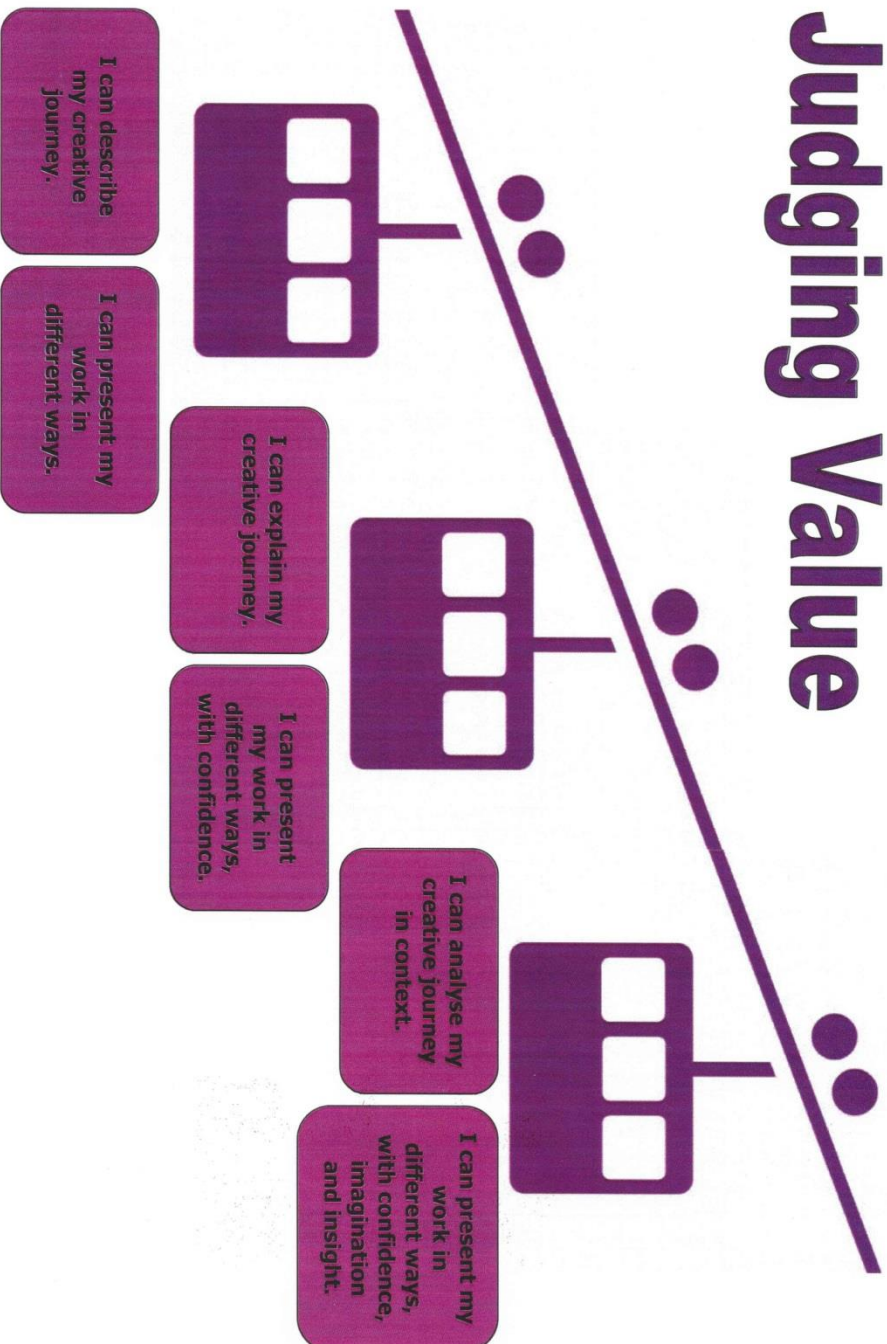 Judging Value
I can describe
my creative
journey.
I can present my
work in
different ways.
I can explain my
creative journey.
I can present
my work in
different ways,
with confidence.
I can analyse my
creative journey
in context.
I can present my
work in
different ways,
with confidence,
imagination
and insight.